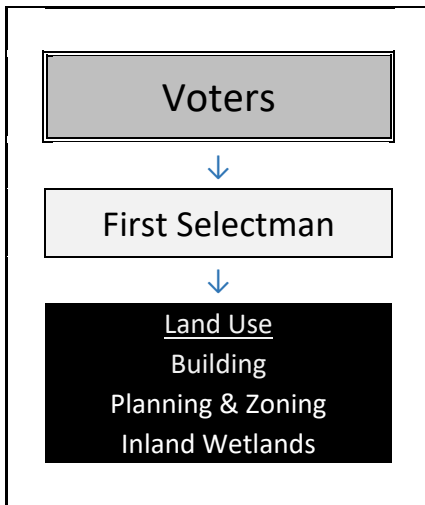 Voters
↓
First Selectman
↓
Land Use
Building
Planning & Zoning
Inland Wetlands